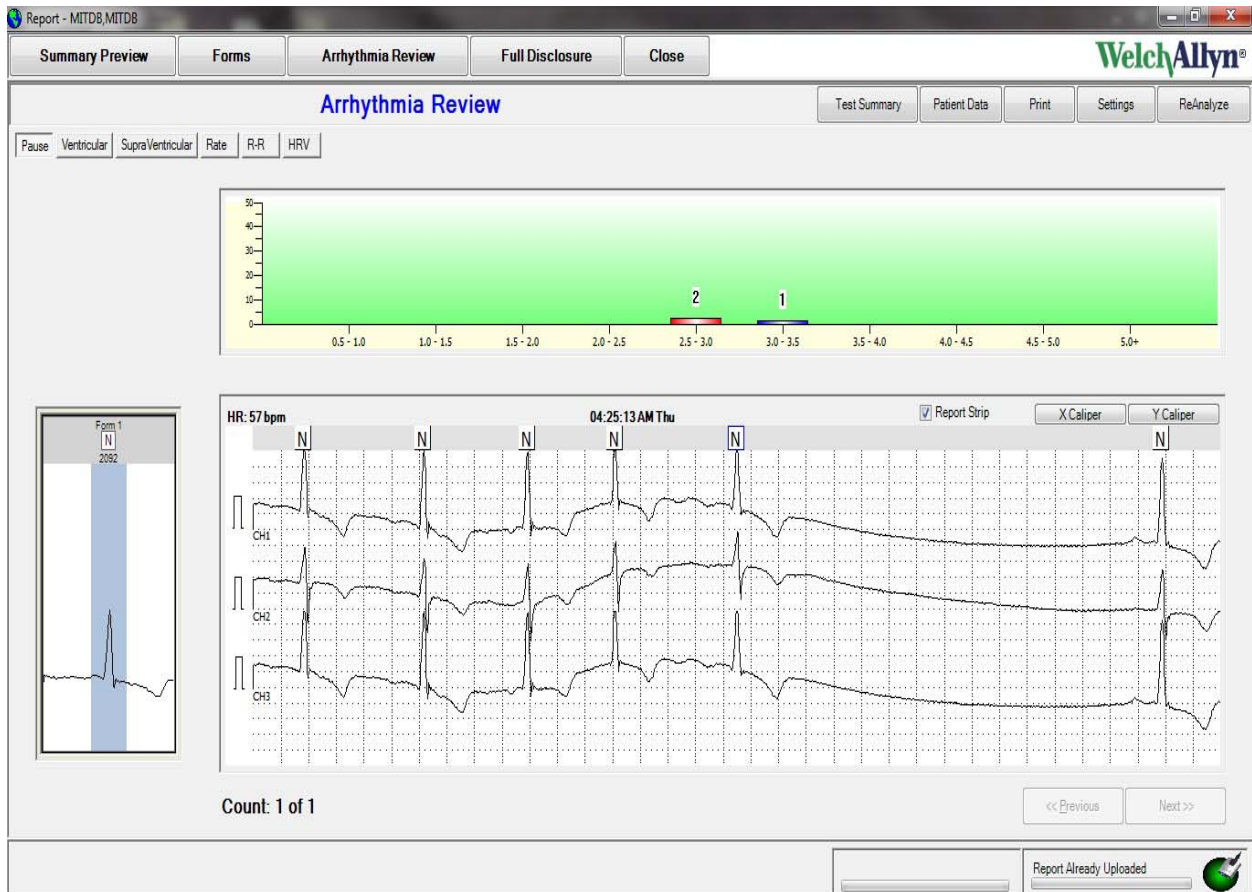 Report - MITDB,MITDB
Summary Preview Forms Arrhythmia Review Full Disclosure Close WelchAllyn®
Arrhythmia Review Test Summary Patient Data Print Settings ReAnalyze
Pause Ventricular SupraVentricular Rate R-R HRV
50
40
30
20
10
0
2 1
0.5 - 1.0 1.0 - 1.5 1.5 - 2.0 2.0 - 2.5 2.5 - 3.0 3.0 - 3.5 3.5 - 4.0 4.0 - 4.5 4.5 - 5.0 5.0+
Form 1
N
2092
HR: 57 bpm 04:25:13 AM Thu Report Strip X Caliper Y Caliper
N N N N N N
CH1
CH2
CH3
Count: 1 of 1 << Previous Next >>
Report Already Uploaded